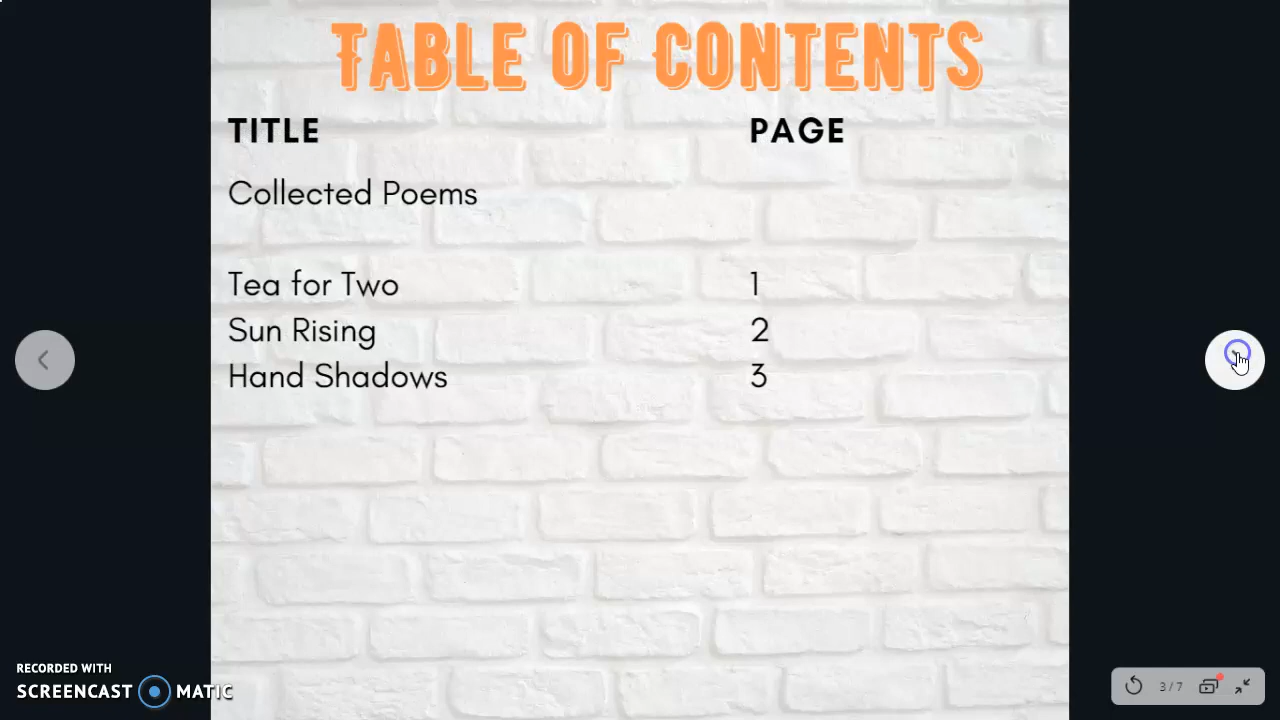 TABLE OF CONTENTS
TITLE PAGE
Collected Poems
Tea for Two 1
Sun Rising 2
Hand Shadows 3
RECORDED WITH
SCREENCAST MATIC
3/7